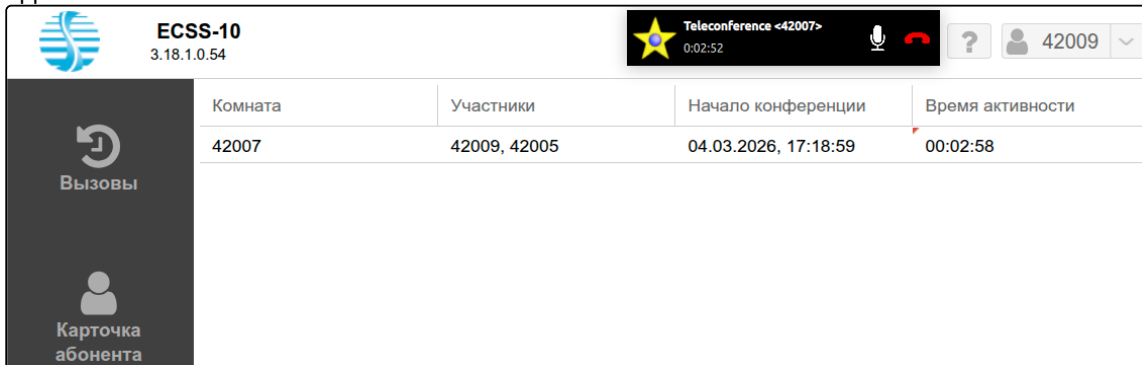 ECSS-10
3.18.1.0.54
Teleconference <42007>
0:02:52
?
42009
Комната Участники Начало конференции Время активности
42007 42009, 42005 04.03.2026, 17:18:59 00:02:58
Вызовы
Карточка
абонента